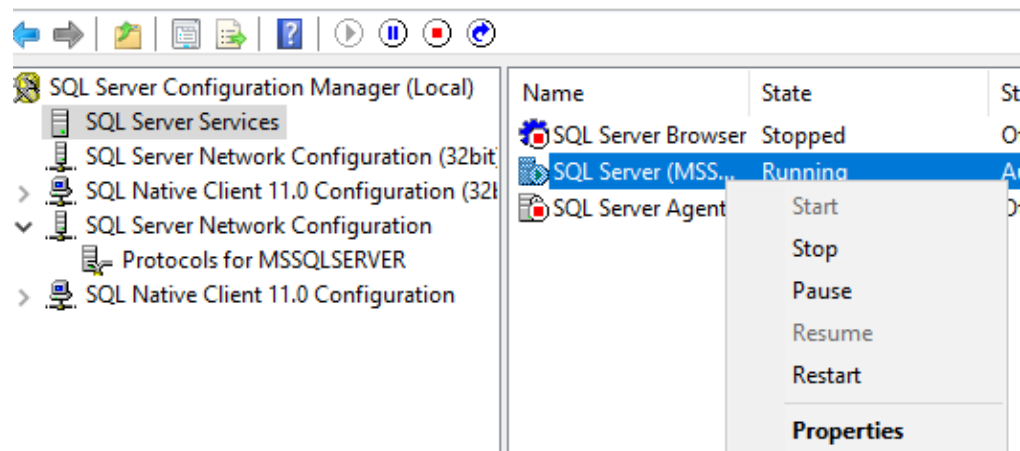 SQL Server Configuration Manager (Local)
SQL Server Services
SQL Server Network Configuration (32bit
SQL Native Client 11.0 Configuration (32b
SQL Server Network Configuration
Protocols for MSSQLSERVER
SQL Native Client 11.0 Configuration
Name State St
SQL Server Browser Stopped
SQL Server (MSS... Running
SQL Server Agent
Start
Stop
Pause
Resume
Restart
Properties